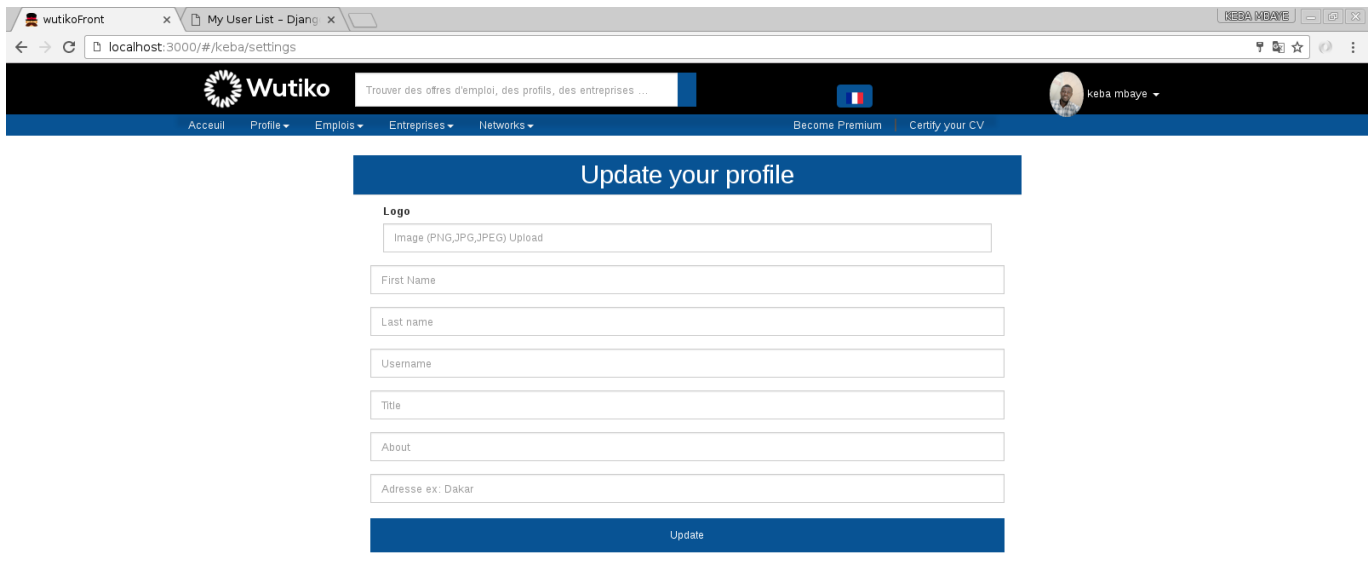 wutikoFront
My User List - Djang
KEBA MBAYE
localhost:3000/#/keba/settings
Wutiko
Trouver des offres d'emploi, des profils, des entreprises ...
keba mbaye
Acceuil Profile Emplois Entreprises Networks Become Premium | Certify your CV
Update your profile
Logo
Image (PNG,JPG,JPEG) Upload
First Name
Last name
Username
Title
About
Adresse ex: Dakar
Update